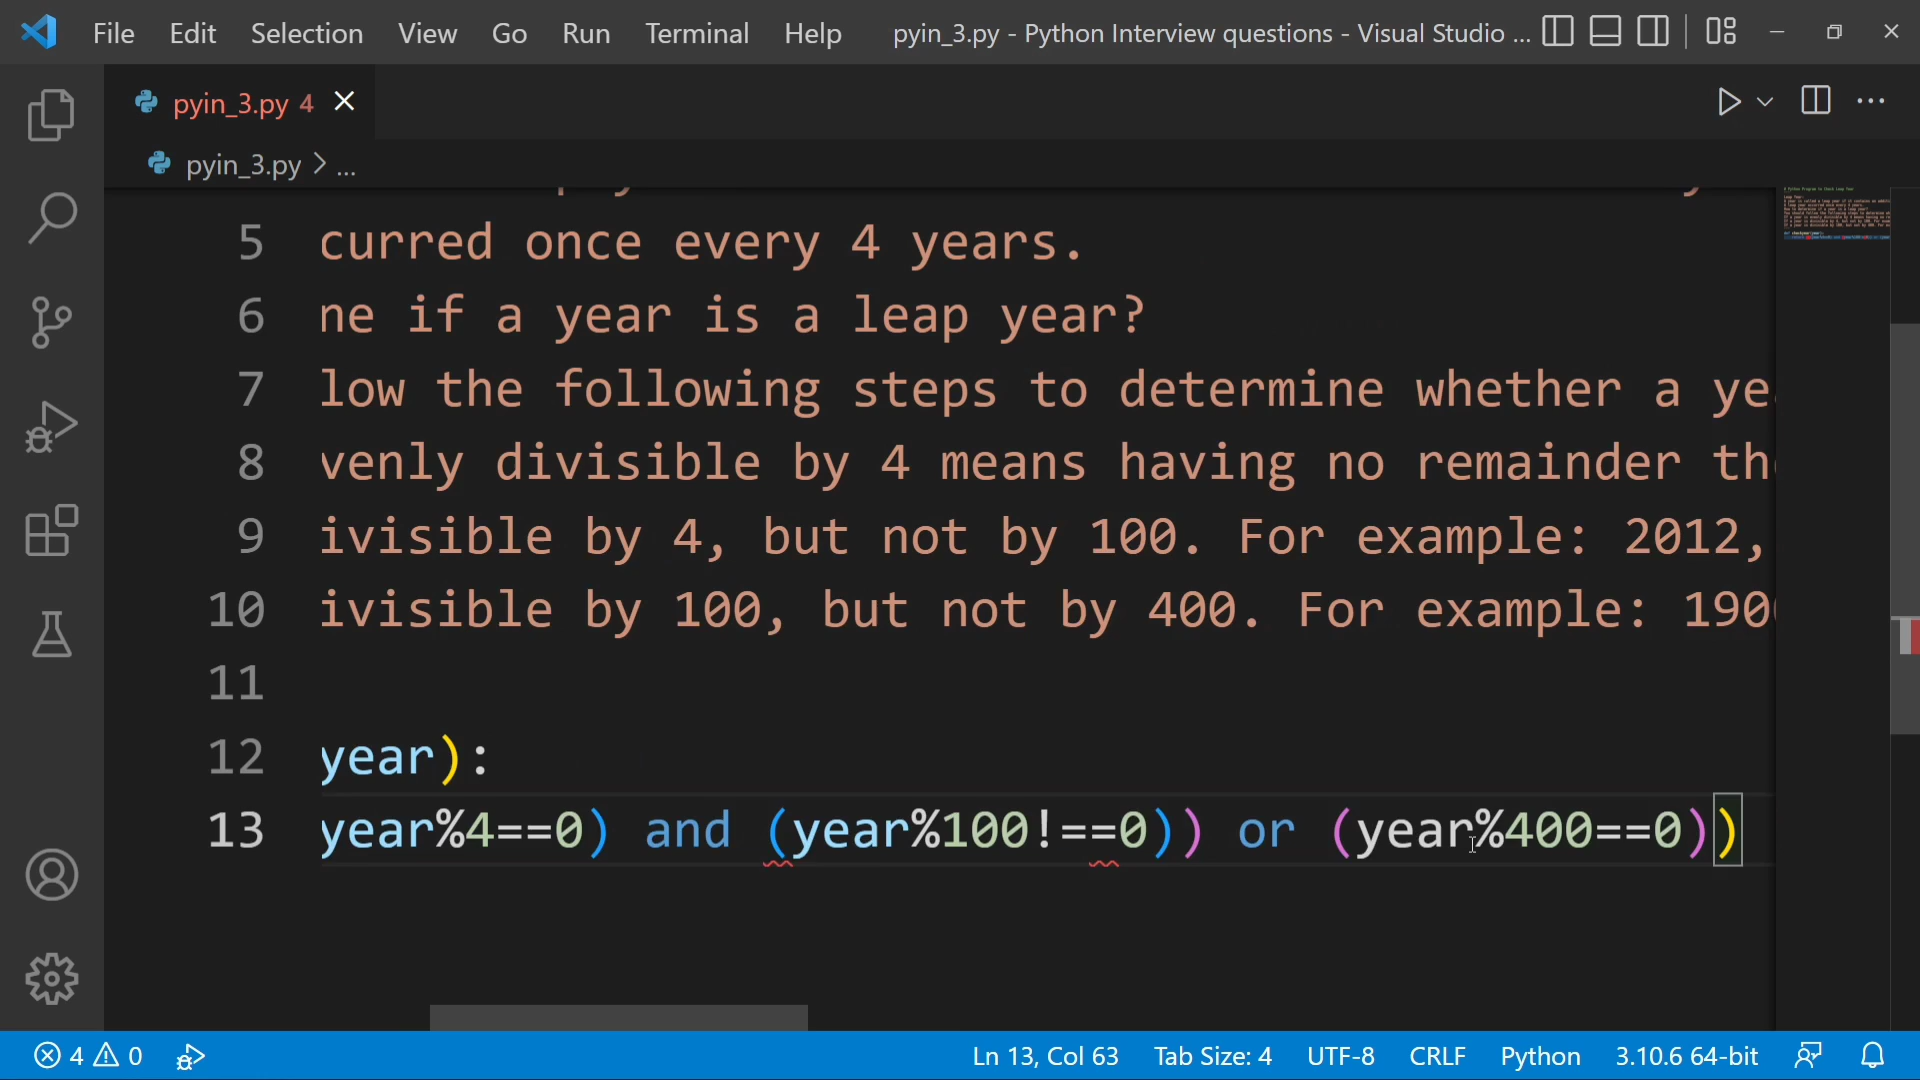 File Edit Selection View Go Run Terminal Help pyin_3.py - Python Interview questions - Visual Studio ...
pyin_3.py 4
pyin_3.py > ...
5 curred once every 4 years.
6 ne if a year is a leap year?
7 low the following steps to determine whether a ye
8 venly divisible by 4 means having no remainder th
9 ivisible by 4, but not by 100. For example: 2012,
10 ivisible by 100, but not by 400. For example: 190
11
12 year):
13 year%4==0) and (year%100!==0)) or (year%400==0))
4 0 Ln 13, Col 63 Tab Size: 4 UTF-8 CRLF Python 3.10.6 64-bit